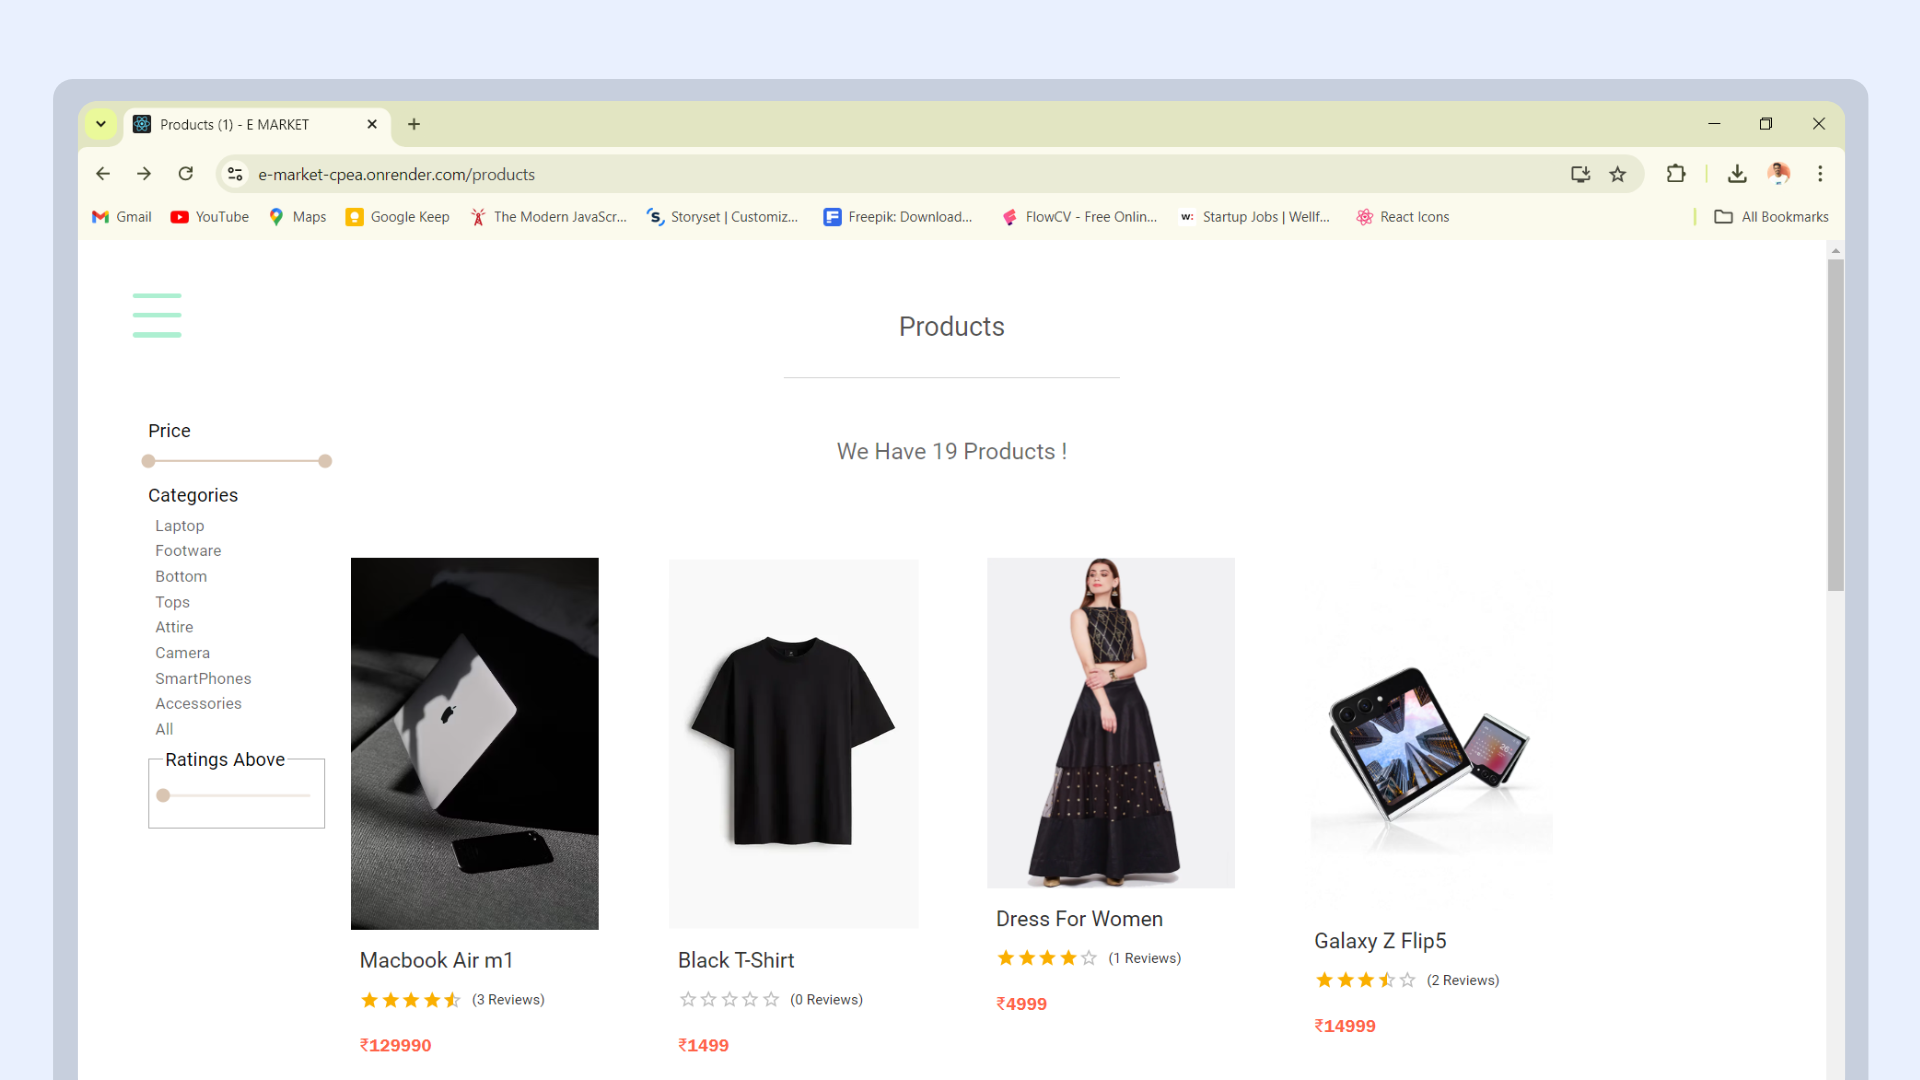 Products (1) - E MARKET
e-market-cpea.onrender.com/products
Gmail YouTube Maps Google Keep The Modern JavaScr... Storyset | Customiz... Freepik: Download... FlowCV - Free Onlin... w: Startup Jobs | Wellf... React Icons All Bookmarks
Products
We Have 19 Products !
Price
Categories
Laptop
Footware
Bottom
Tops
Attire
Camera
SmartPhones
Accessories
All
Ratings Above
Macbook Air m1
(3 Reviews)
₹129990
Black T-Shirt
(0 Reviews)
₹1499
Dress For Women
(1 Reviews)
₹4999
Galaxy Z Flip5
(2 Reviews)
₹14999